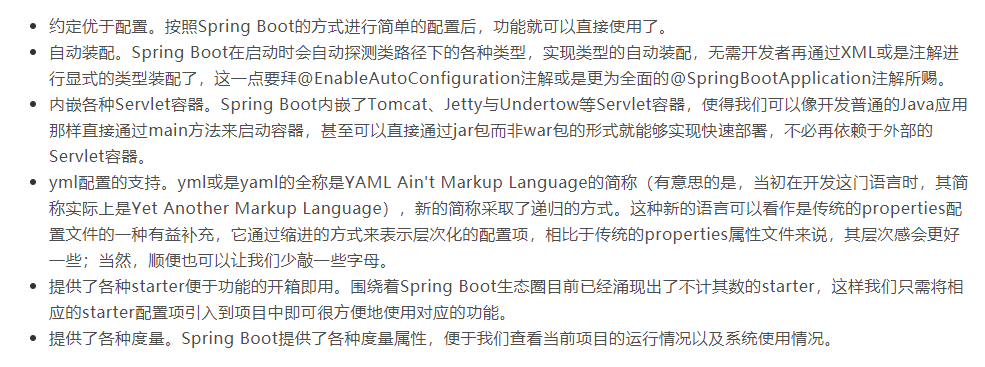 • 约定优于配置。按照Spring Boot的方式进行简单的配置后，功能就可以直接使用了。
• 自动装配。Spring Boot在启动时会自动探测类路径下的各种类型，实现类型的自动装配，无需开发者再通过XML或是注解进
行显式的类型装配了，这一点要拜@EnableAutoConfiguration注解或是更为全面的@SpringBootApplication注解所赐。
• 内嵌各种Servlet容器。Spring Boot内嵌了Tomcat、Jetty与Undertow等Servlet容器，使得我们可以像开发普通的Java应用
那样直接通过main方法来启动容器，甚至可以直接通过jar包而非war包的形式就能够实现快速部署，不必再依赖于外部的
Servlet容器。
• yml配置的支持。yml或是yaml的全称是YAML Ain't Markup Language的简称（有意思的是，当初在开发这门语言时，其简
称实际上是Yet Another Markup Language），新的简称采取了递归的方式。这种新的语言可以看作是传统的properties配
置文件的一种有益补充，它通过缩进的方式来表示层次化的配置项，相比于传统的properties属性文件来说，其层次感会更好
一些；当然，顺便也可以让我们少敲一些字母。
• 提供了各种starter便于功能的开箱即用。围绕着Spring Boot生态圈目前已经涌现出了不计其数的starter，这样我们只需将相
应的starter配置项引入到项目中即可很方便地使用对应的功能。
• 提供了各种度量。Spring Boot提供了各种度量属性，便于我们查看当前项目的运行情况以及系统使用情况。